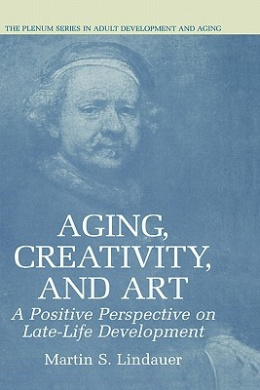 THE PLENUM SERIES IN ADULT DEVELOPMENT AND AGING
AGING,
CREATIVITY,
AND ART
A Positive Perspective on
Late-Life Development
Martin S. Lindauer